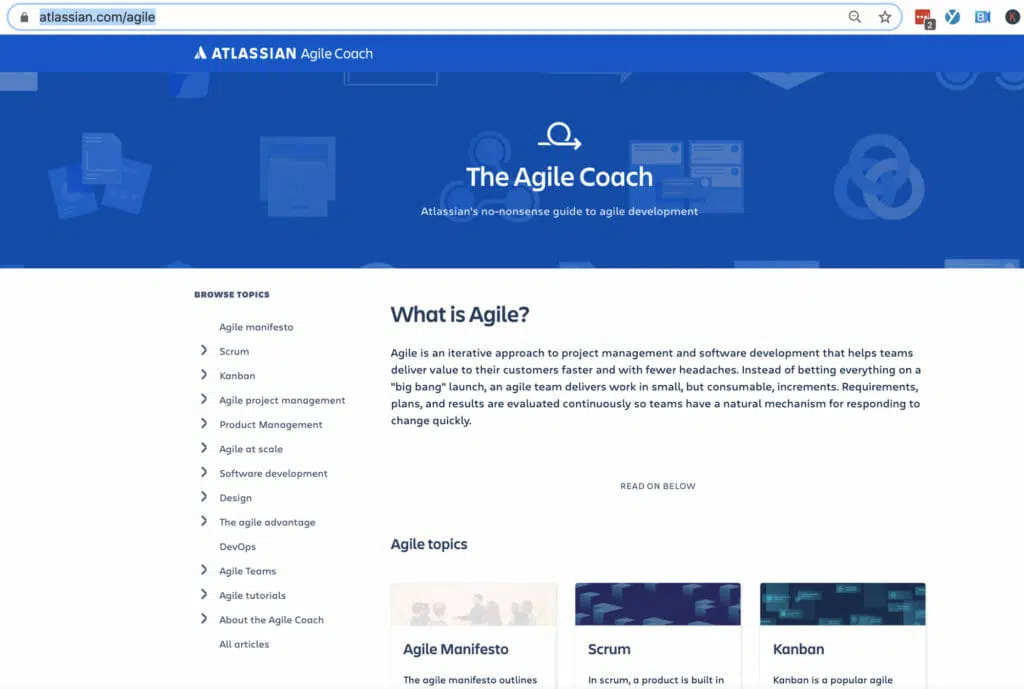 atlassian.com/agile
2
K
ATLASSIAN Agile Coach
The Agile Coach
Atlassian's no-nonsense guide to agile development
BROWSE TOPICS
Agile manifesto
Scrum
Kanban
Agile project management
Product Management
Agile at scale
Software development
Design
The agile advantage
DevOps
Agile Teams
Agile tutorials
About the Agile Coach
All articles
What is Agile?
Agile is an iterative approach to project management and software development that helps teams
deliver value to their customers faster and with fewer headaches. Instead of betting everything on a
"big bang" launch, an agile team delivers work in small, but consumable, increments. Requirements,
plans, and results are evaluated continuously so teams have a natural mechanism for responding to
change quickly.
READ ON BELOW
Agile topics
Agile Manifesto
The agile manifesto outlines
Scrum
In scrum, a product is built in
Kanban
Kanban is a popular agile